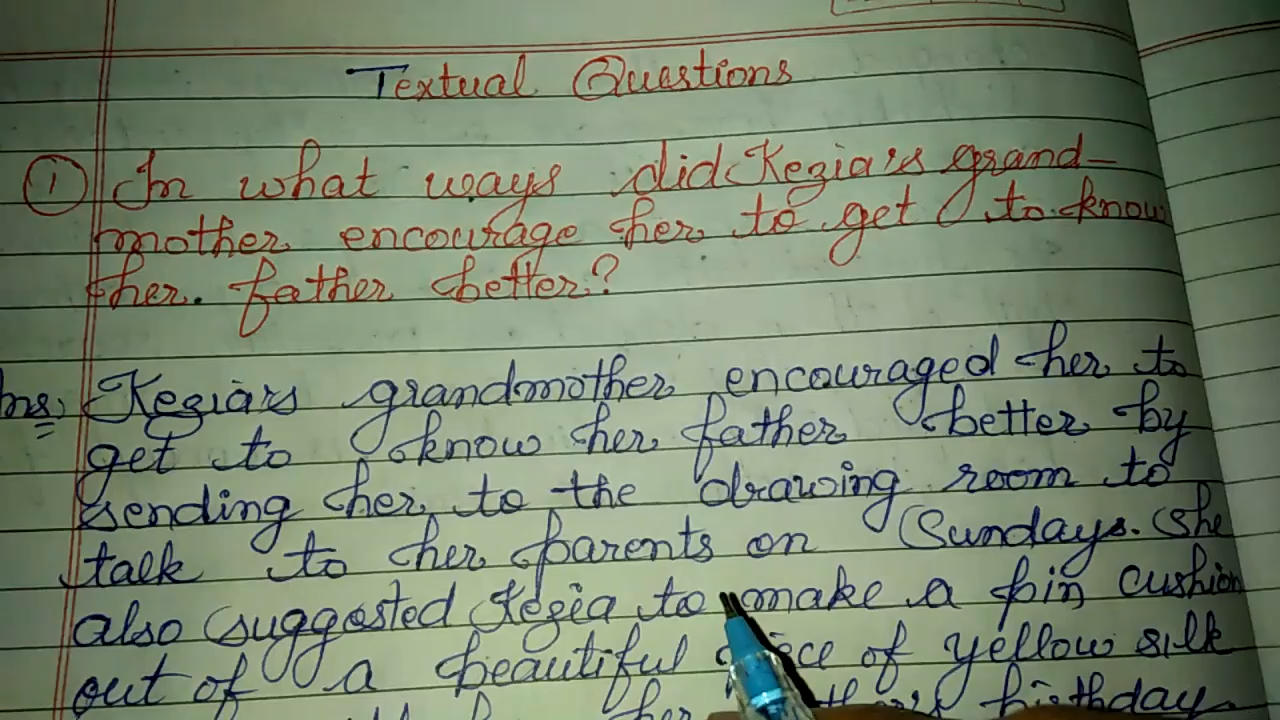 Textual Questions
① In what ways did Kezia's grand-
mother encourage her to get to know
her father better?
Ans, Kezia's grandmother encouraged her to
get to know her father better by
sending her to the drawing room to
talk to her parents on Sundays. She
also suggested Kezia to make a pin cushion
out of a beautiful piece of yellow silk
her birthday